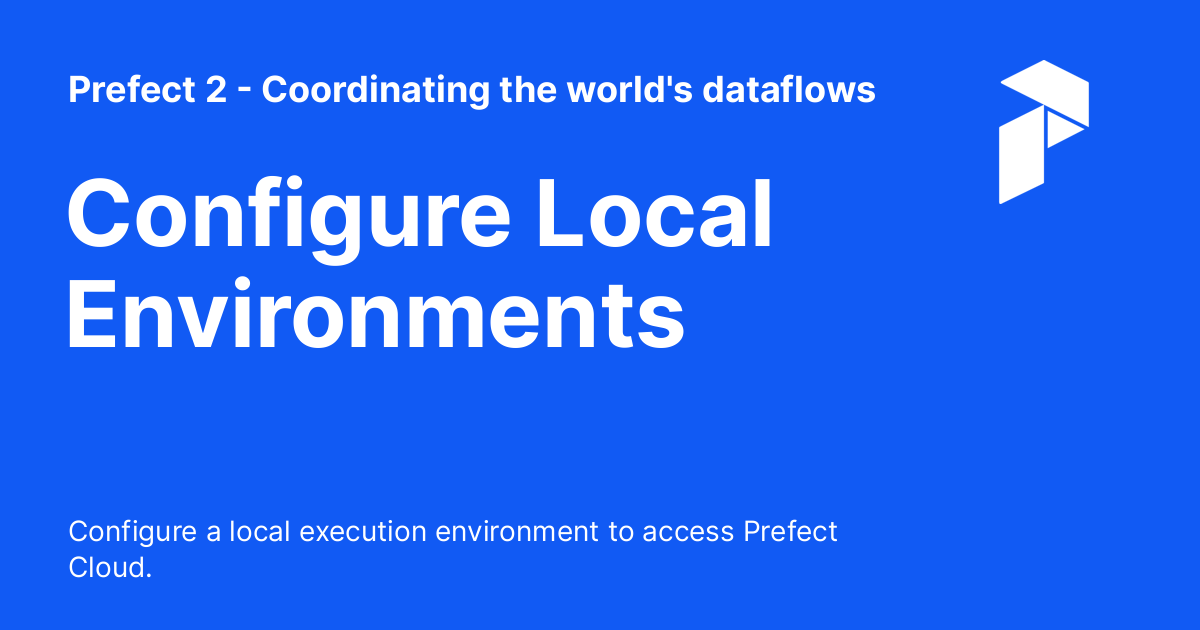 Prefect 2 - Coordinating the world's dataflows
Configure Local
Environments
Configure a local execution environment to access Prefect
Cloud.